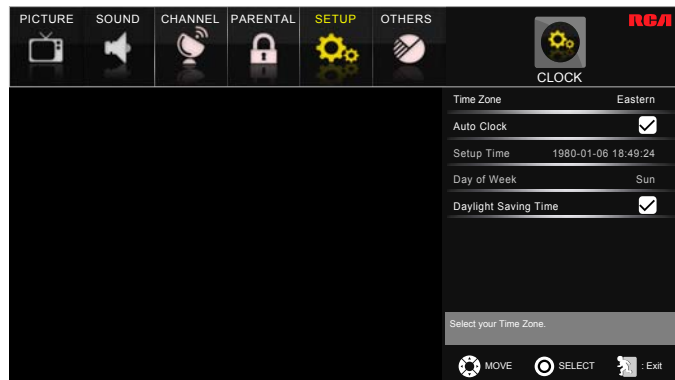 PICTURE SOUND CHANNEL PARENTAL SETUP OTHERS
RCA
CLOCK
Time Zone Eastern
Auto Clock
Setup Time 1980-01-06 18:49:24
Day of Week Sun
Daylight Saving Time
Select your Time Zone.
MOVE SELECT : Exit